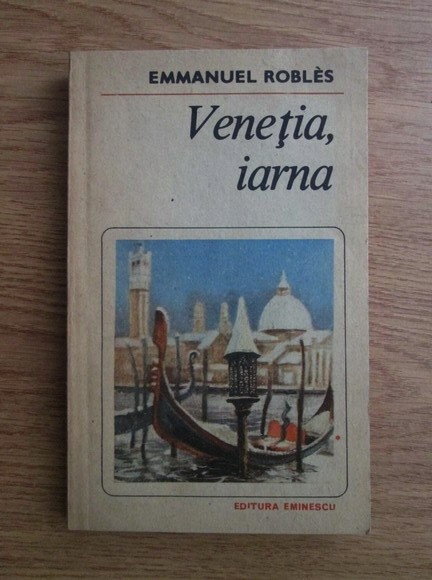 EMMANUEL ROBLÈS
Veneţia,
iarna
EDITURA EMINESCU